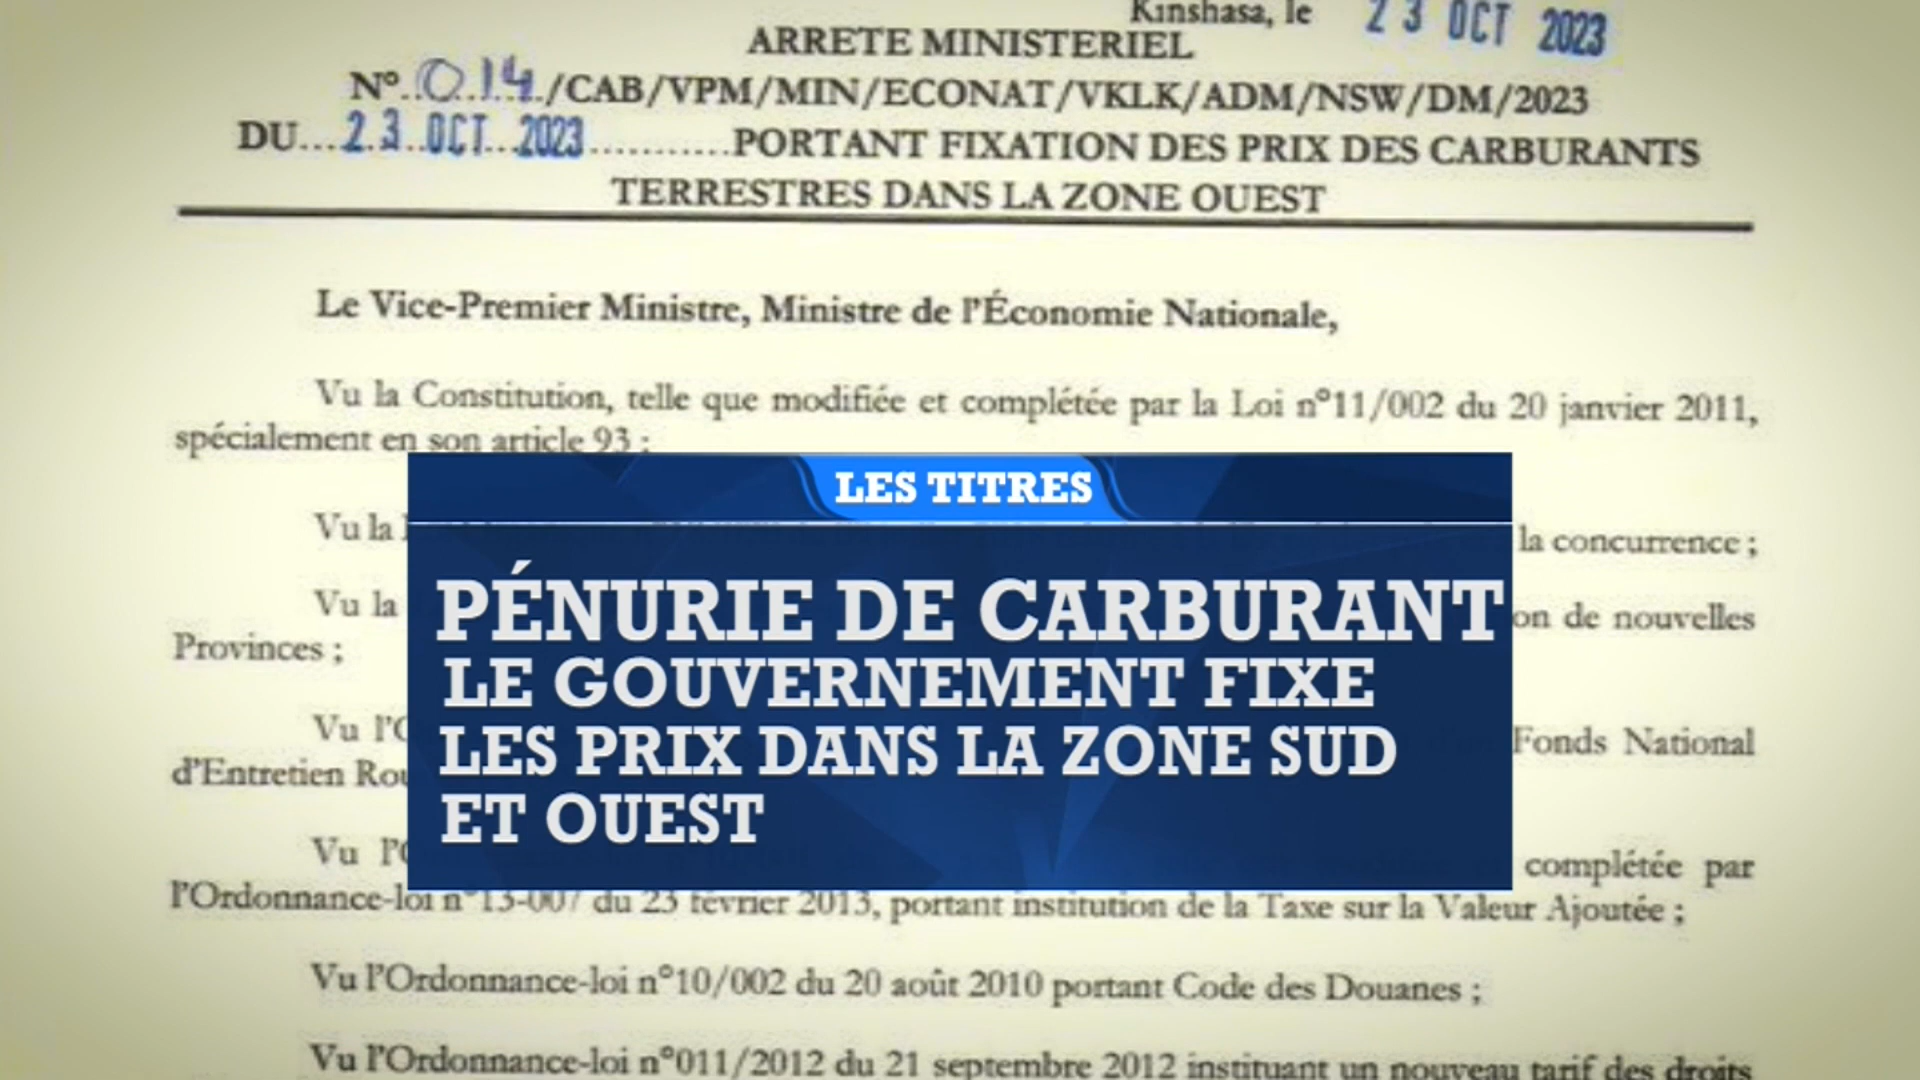 Kinshasa, le 23 OCT 2023
ARRETE MINISTERIEL
N°..014./CAB/VPM/MIN/ECONAT/VKLK/ADM/NSW/DM/2023
DU...23 OCT 2023...........PORTANT FIXATION DES PRIX DES CARBURANTS
TERRESTRES DANS LA ZONE OUEST
Le Vice-Premier Ministre, Ministre de l'Économie Nationale,
Vu la Constitution, telle que modifiée et complétée par la Loi n°11/002 du 20 janvier 2011,
spécialement en son article 93 ;
LES TITRES
Vu la la concurrence ;
PÉNURIE DE CARBURANT
LE GOUVERNEMENT FIXE
LES PRIX DANS LA ZONE SUD
ET OUEST
Vu la de nouvelles
Provinces ;
Vu Fonds National
d'Entretien
Vu complétée par
l'Ordonnance-loi n°13-007 du 23 février 2013, portant institution de la Taxe sur la Valeur Ajoutée ;
Vu l'Ordonnance-loi n°10/002 du 20 août 2010 portant Code des Douanes ;
Vu l'Ordonnance-loi n°011/2012 du 21 septembre 2012 instituant un nouveau tarif des droits